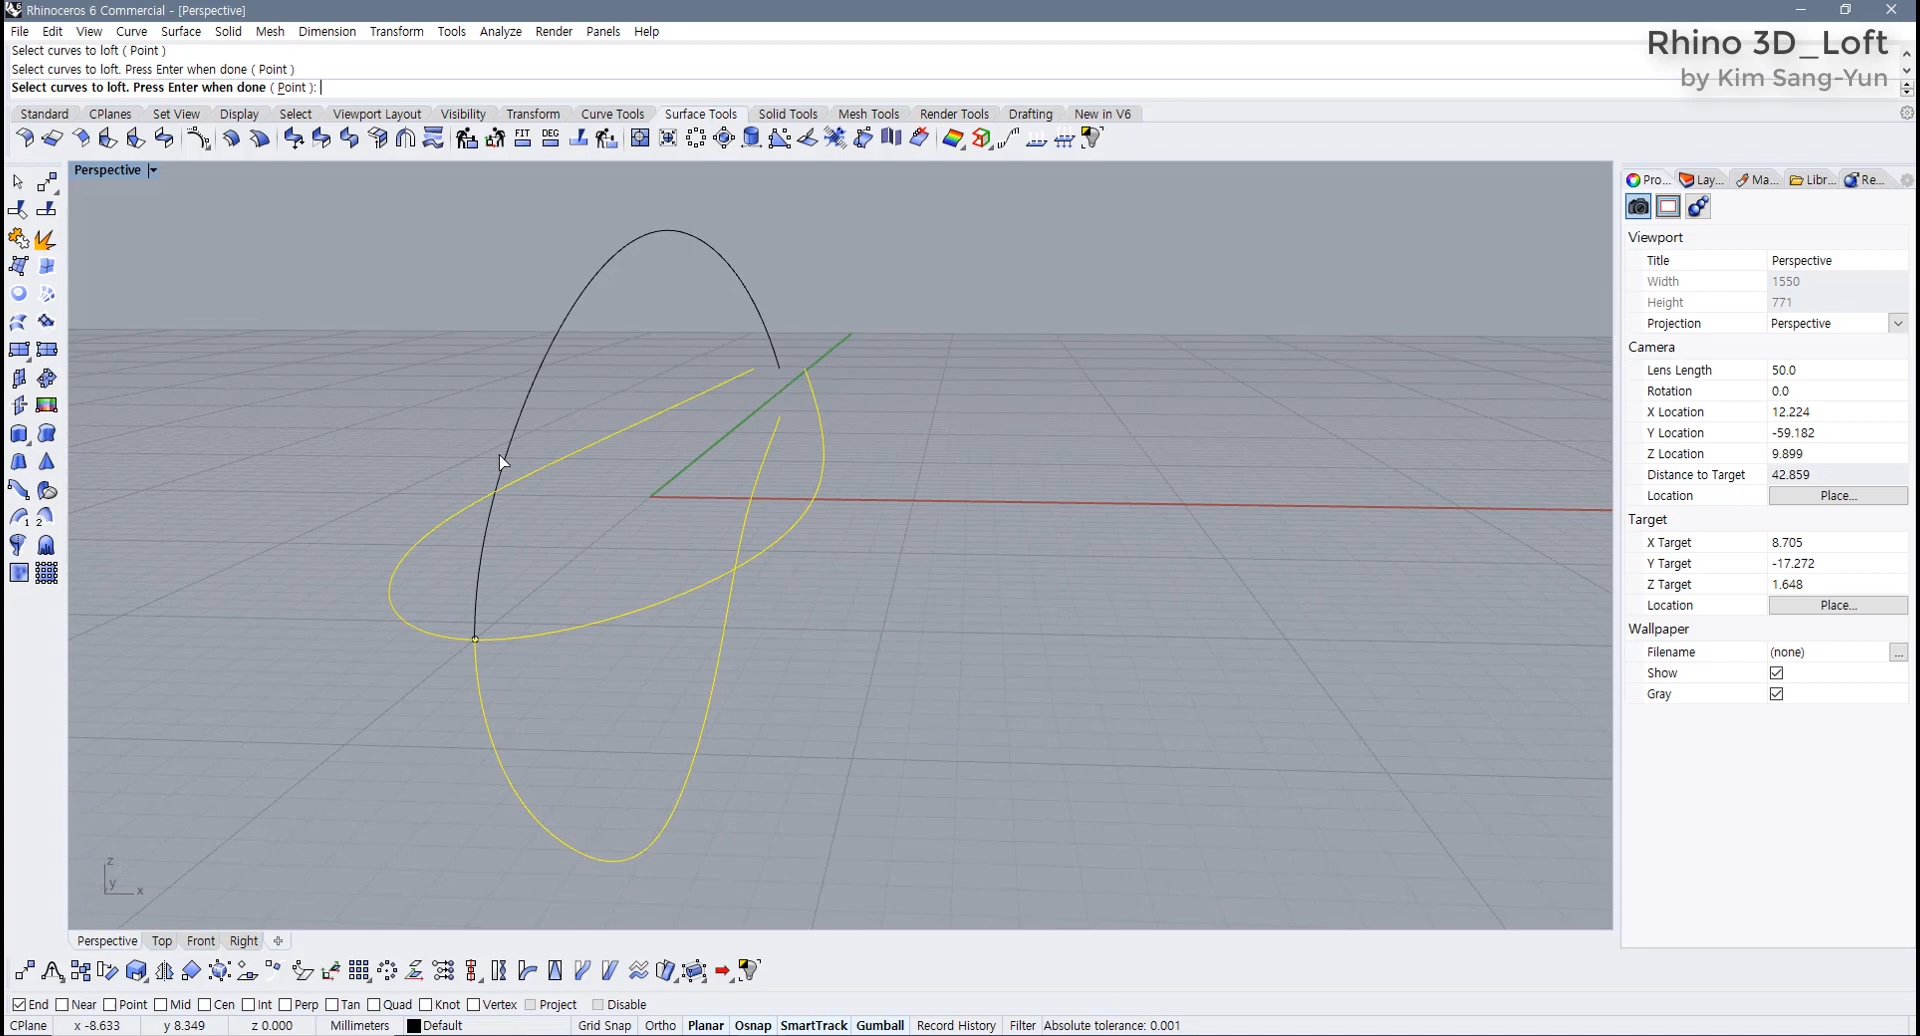 Rhinoceros 6 Commercial - [Perspective]
File Edit View Curve Surface Solid Mesh Dimension Transform Tools Analyze Render Panels Help
Select curves to loft ( Point )
Select curves to loft. Press Enter when done ( Point )
Select curves to loft. Press Enter when done ( Point ):
Rhino 3D_Loft
by Kim Sang-Yun
Standard CPlanes Set View Display Select Viewport Layout Visibility Transform Curve Tools Surface Tools Solid Tools Mesh Tools Render Tools Drafting New in V6
FIT DEG
Perspective
Pro... Lay... Ma... Libr... Re...
Viewport
Title Perspective
Width 1550
Height 771
Projection Perspective
Camera
Lens Length 50.0
Rotation 0.0
X Location 12.224
Y Location -59.182
Z Location 9.899
Distance to Target 42.859
Location Place...
Target
X Target 8.705
Y Target -17.272
Z Target 1.648
Location Place...
Wallpaper
Filename (none) ...
Show
Gray
1 2
z
y x
Perspective Top Front Right
End Near Point Mid Cen Int Perp Tan Quad Knot Vertex Project Disable
CPlane x -8.633 y 8.349 z 0.000 Millimeters Default Grid Snap Ortho Planar Osnap SmartTrack Gumball Record History Filter Absolute tolerance: 0.001